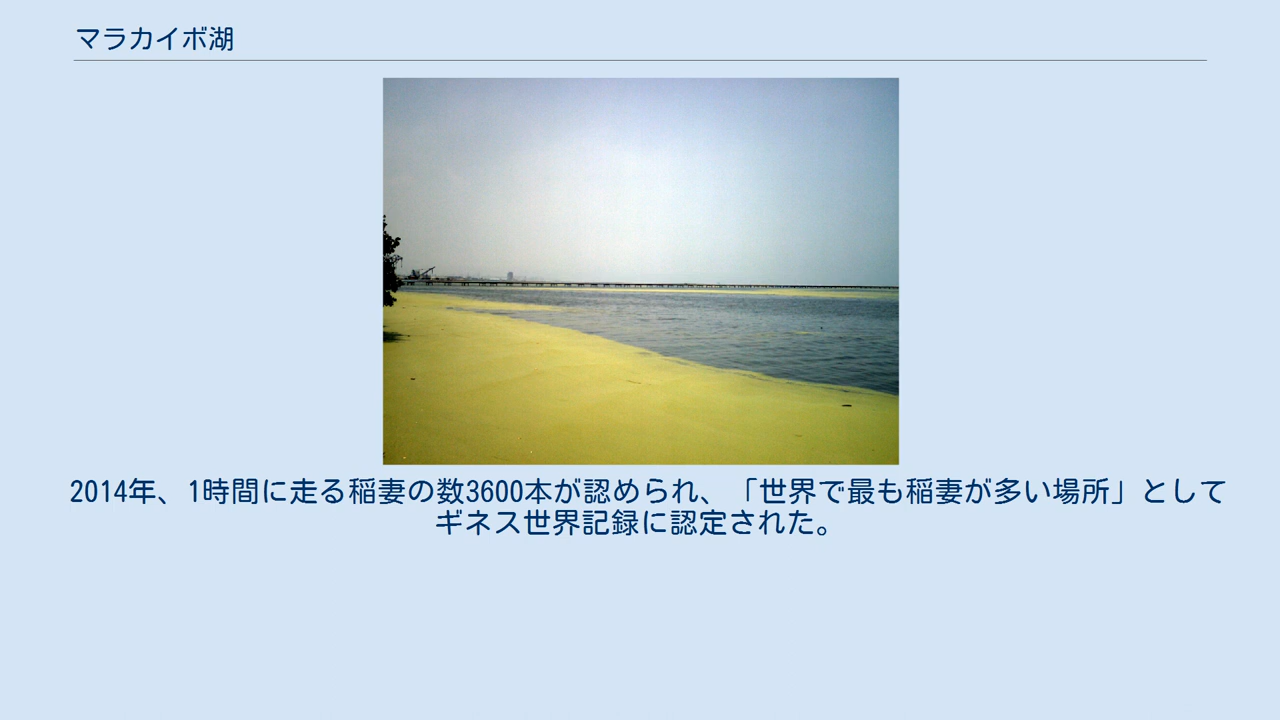 マラカイボ湖
2014年、1時間に走る稲妻の数3600本が認められ、「世界で最も稲妻が多い場所」として
ギネス世界記録に認定された。